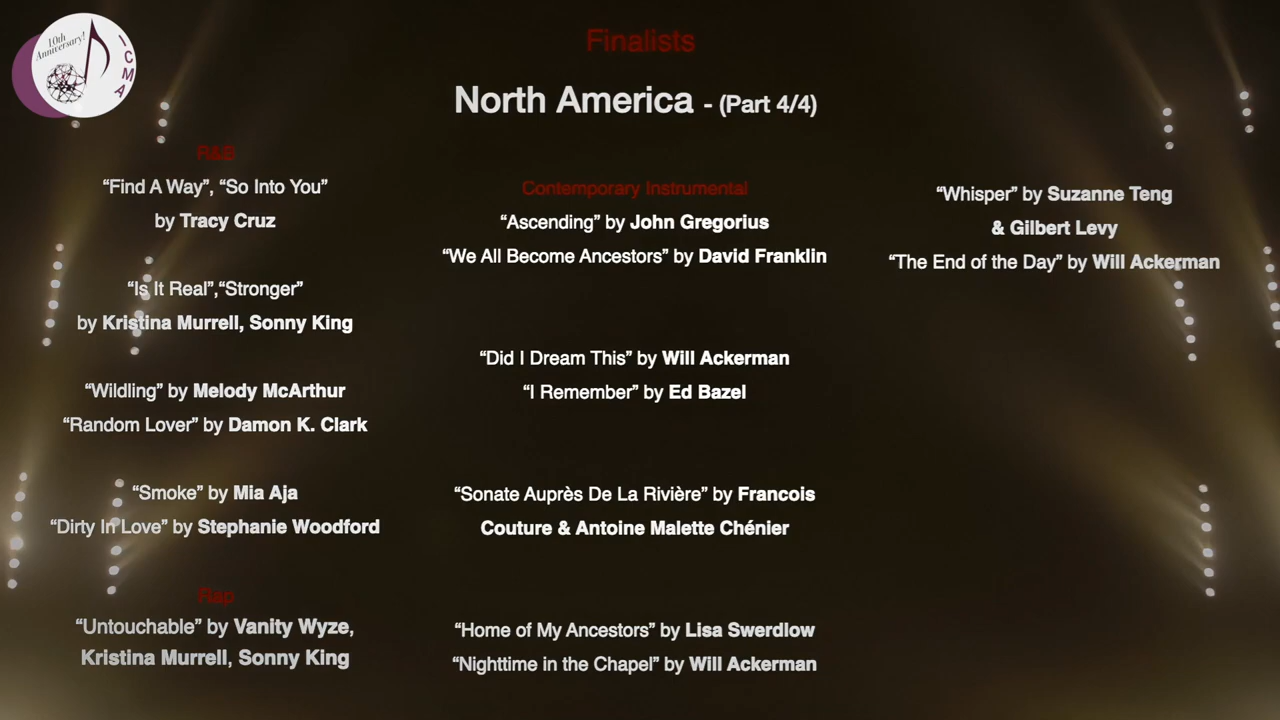 10th
Anniversary!
ICMA
Finalists
North America - (Part 4/4)
R&B
“Find A Way”, “So Into You”
by Tracy Cruz
“Is It Real”,“Stronger”
by Kristina Murrell, Sonny King
“Wildling” by Melody McArthur
“Random Lover” by Damon K. Clark
“Smoke” by Mia Aja
“Dirty In Love” by Stephanie Woodford
Rap
“Untouchable” by Vanity Wyze,
Kristina Murrell, Sonny King
Contemporary Instrumental
“Ascending” by John Gregorius
“We All Become Ancestors” by David Franklin
“Did I Dream This” by Will Ackerman
“I Remember” by Ed Bazel
“Sonate Auprès De La Rivière” by Francois
Couture & Antoine Malette Chénier
“Home of My Ancestors” by Lisa Swerdlow
“Nighttime in the Chapel” by Will Ackerman
“Whisper” by Suzanne Teng
& Gilbert Levy
“The End of the Day” by Will Ackerman